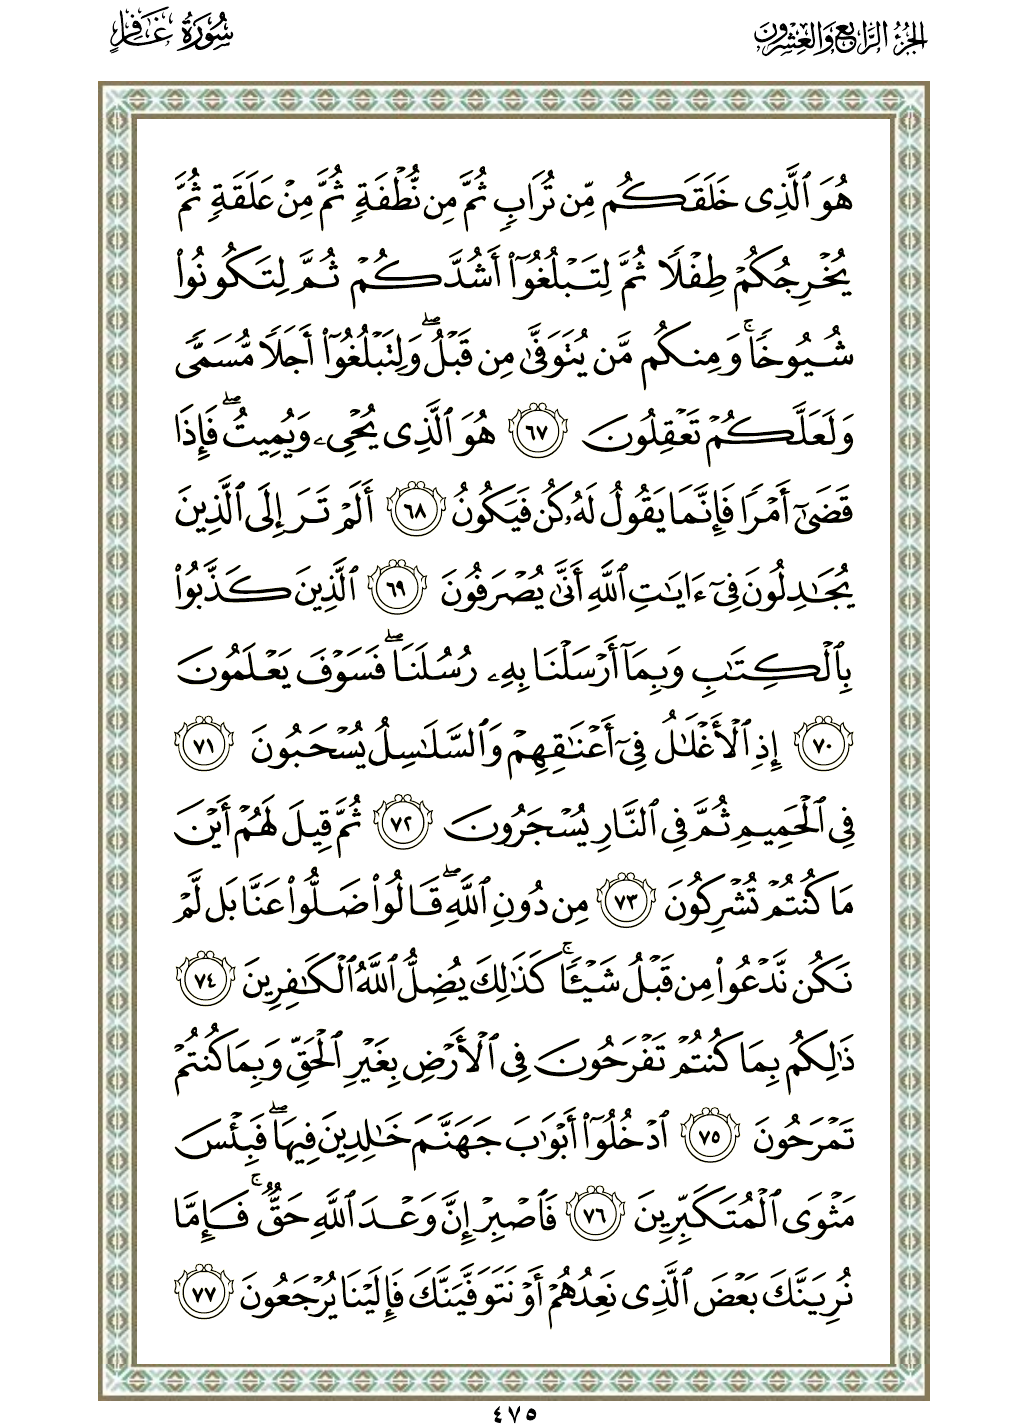 الجزء الرابع والعشرون
سورة غافر
هُوَ ٱلَّذِى خَلَقَكُم مِّن تُرَابٍ ثُمَّ مِن نُّطْفَةٍ ثُمَّ مِنْ عَلَقَةٍ ثُمَّ
يُخْرِجُكُمْ طِفْلًا ثُمَّ لِتَبْلُغُوٓا۟ أَشُدَّكُمْ ثُمَّ لِتَكُونُوا۟
شُيُوخًا ۚ وَمِنكُم مَّن يُتَوَفَّىٰ مِن قَبْلُ ۖ وَلِتَبْلُغُوٓا۟ أَجَلًا مُّسَمًّى
وَلَعَلَّكُمْ تَعْقِلُونَ ٦٧ هُوَ ٱلَّذِى يُحْىِۦ وَيُمِيتُ ۖ فَإِذَا
قَضَىٰٓ أَمْرًا فَإِنَّمَا يَقُولُ لَهُۥ كُن فَيَكُونُ ٦٨ أَلَمْ تَرَ إِلَى ٱلَّذِينَ
يُجَٰدِلُونَ فِىٓ ءَايَٰتِ ٱللَّهِ أَنَّىٰ يُصْرَفُونَ ٦٩ ٱلَّذِينَ كَذَّبُوا۟
بِٱلْكِتَٰبِ وَبِمَآ أَرْسَلْنَا بِهِۦ رُسُلَنَا ۖ فَسَوْفَ يَعْلَمُونَ
٧٠ إِذِ ٱلْأَغْلَٰلُ فِىٓ أَعْنَٰقِهِمْ وَٱلسَّلَٰسِلُ يُسْحَبُونَ ٧١
فِى ٱلْحَمِيمِ ثُمَّ فِى ٱلنَّارِ يُسْجَرُونَ ٧٢ ثُمَّ قِيلَ لَهُمْ أَيْنَ
مَا كُنتُمْ تُشْرِكُونَ ٧٣ مِن دُونِ ٱللَّهِ ۖ قَالُوا۟ ضَلُّوا۟ عَنَّا بَل لَّمْ
نَكُن نَّدْعُوا۟ مِن قَبْلُ شَيْـًٔا ۚ كَذَٰلِكَ يُضِلُّ ٱللَّهُ ٱلْكَٰفِرِينَ ٧٤
ذَٰلِكُم بِمَا كُنتُمْ تَفْرَحُونَ فِى ٱلْأَرْضِ بِغَيْرِ ٱلْحَقِّ وَبِمَا كُنتُمْ
تَمْرَحُونَ ٧٥ ٱدْخُلُوٓا۟ أَبْوَٰبَ جَهَنَّمَ خَٰلِدِينَ فِيهَا ۖ فَبِئْسَ
مَثْوَى ٱلْمُتَكَبِّرِينَ ٧٦ فَٱصْبِرْ إِنَّ وَعْدَ ٱللَّهِ حَقٌّ ۚ فَإِمَّا
نُرِيَنَّكَ بَعْضَ ٱلَّذِى نَعِدُهُمْ أَوْ نَتَوَفَّيَنَّكَ فَإِلَيْنَا يُرْجَعُونَ ٧٧
٤٧٥